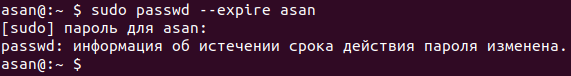 asan@:~ $ sudo passwd --expire asan
[sudo] пароль для asan:
passwd: информация об истечении срока действия пароля изменена.
asan@:~ $